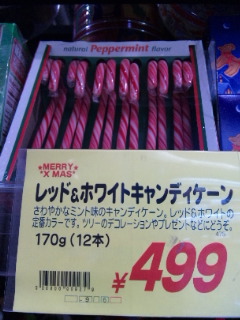 natural Peppermint flavor
*MERRY*
*X'MAS*
レッド&ホワイトキャンディケーン
さわやかなミント味のキャンディケーン。レッド&ホワイトの
定番カラーです。ツリーのデコレーションやプレゼントなどにどうぞ。
170g(12本)
¥499